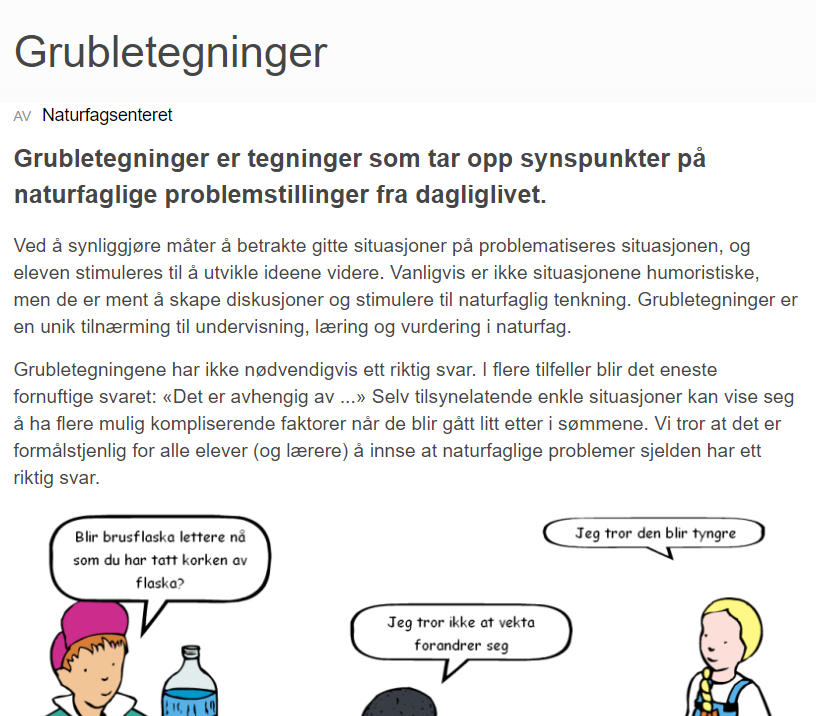 Grubletegninger
AV Naturfagsenteret
Grubletegninger er tegninger som tar opp synspunkter på
naturfaglige problemstillinger fra dagliglivet.
Ved å synliggjøre måter å betrakte gitte situasjoner på problematiseres situasjonen, og
eleven stimuleres til å utvikle ideene videre. Vanligvis er ikke situasjonene humoristiske,
men de er ment å skape diskusjoner og stimulere til naturfaglig tenkning. Grubletegninger er
en unik tilnærming til undervisning, læring og vurdering i naturfag.
Grubletegningene har ikke nødvendigvis ett riktig svar. I flere tilfeller blir det eneste
fornuftige svaret: «Det er avhengig av ...» Selv tilsynelatende enkle situasjoner kan vise seg
å ha flere mulig kompliserende faktorer når de blir gått litt etter i sømmene. Vi tror at det er
formålstjenlig for alle elever (og lærere) å innse at naturfaglige problemer sjelden har ett
riktig svar.
Blir brusflaska lettere nå
som du har tatt korken av
flaska?
Jeg tror den blir tyngre
Jeg tror ikke at vekta
forandrer seg